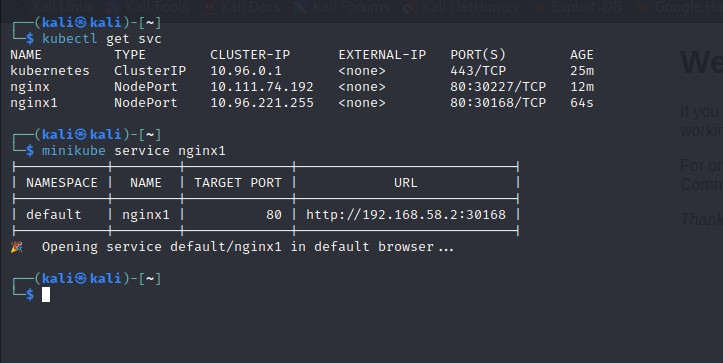 Kali Linux Kali Tools Kali Docs Kali Forums Kali NetHunter Exploit-DB Google Ha
┌──(kali㉿kali)-[~]
└─$ kubectl get svc
NAME TYPE CLUSTER-IP EXTERNAL-IP PORT(S) AGE
kubernetes ClusterIP 10.96.0.1 <none> 443/TCP 25m
nginx NodePort 10.111.74.192 <none> 80:30227/TCP 12m
nginx1 NodePort 10.96.221.255 <none> 80:30168/TCP 64s
┌──(kali㉿kali)-[~]
└─$ minikube service nginx1
| NAMESPACE | NAME | TARGET PORT | URL |
| default | nginx1 | 80 | http://192.168.58.2:30168 |
🎉 Opening service default/nginx1 in default browser...
┌──(kali㉿kali)-[~]
└─$
We
If you
workin
For on
Comm
Thank